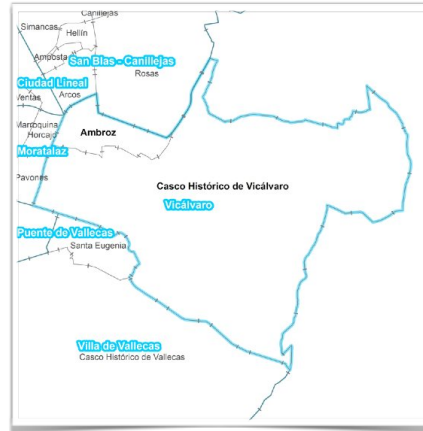 Canillejas
Simancas
Hellín
Amposta
San Blas - Canillejas
Rosas
Ciudad Lineal
Ventas
Arcos
Marroquina
Horcajo
Ambroz
Moratalaz
Pavones
Casco Histórico de Vicálvaro
Vicálvaro
Puente de Vallecas
Santa Eugenia
Villa de Vallecas
Casco Histórico de Vallecas